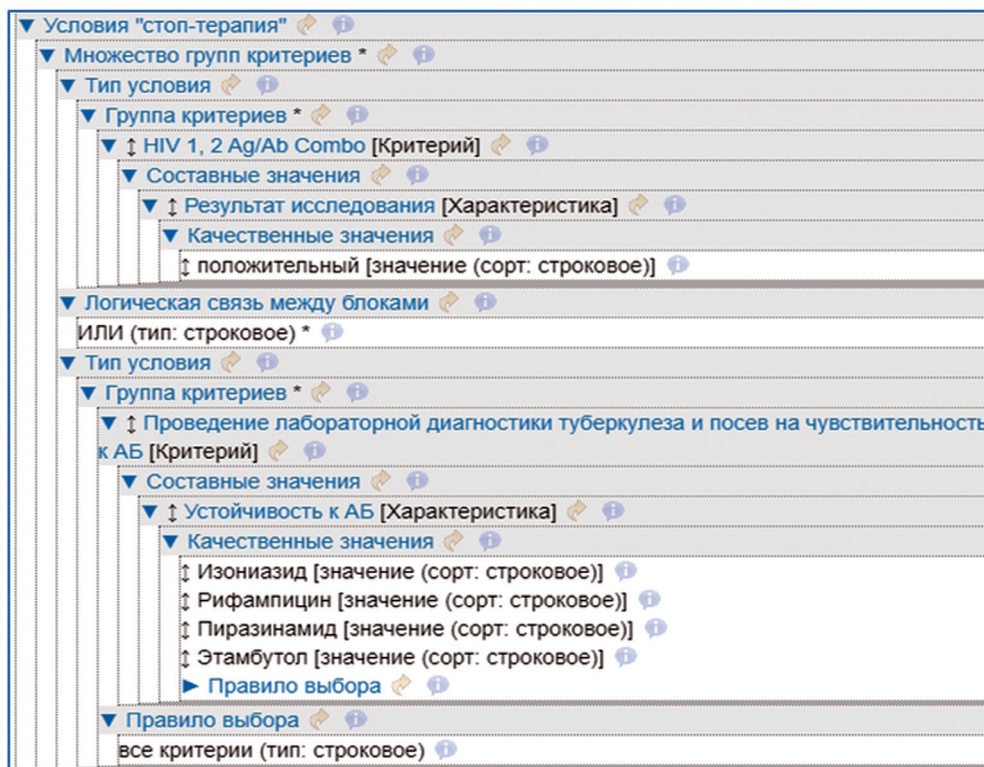 Условия "стоп-терапия"
Множество групп критериев *
Тип условия
Группа критериев *
HIV 1, 2 Ag/Ab Combo [Критерий]
Составные значения
Результат исследования [Характеристика]
Качественные значения
положительный [значение (сорт: строковое)]
Логическая связь между блоками
ИЛИ (тип: строковое) *
Тип условия
Группа критериев *
Проведение лабораторной диагностики туберкулеза и посев на чувствительность
к АБ [Критерий]
Составные значения
Устойчивость к АБ [Характеристика]
Качественные значения
Изониазид [значение (сорт: строковое)]
Рифампицин [значение (сорт: строковое)]
Пиразинамид [значение (сорт: строковое)]
Этамбутол [значение (сорт: строковое)]
Правило выбора
Правило выбора
все критерии (тип: строковое)